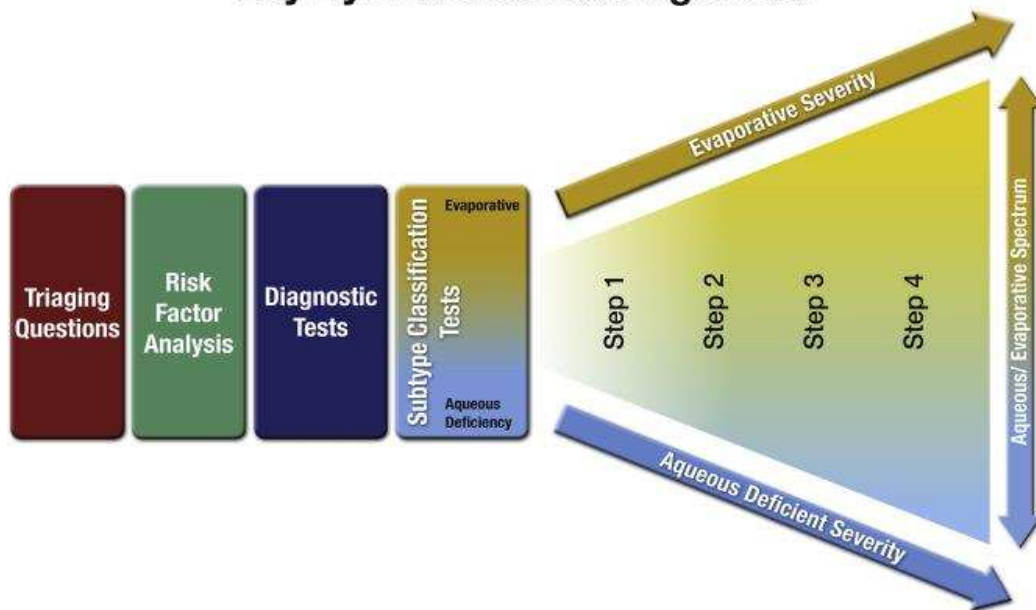 Triaging
Questions
Risk
Factor
Analysis
Diagnostic
Tests
Subtype Classification
Tests
Evaporative
Aqueous
Deficiency
Evaporative Severity
Step 1
Step 2
Step 3
Step 4
Aqueous Deficient Severity
Aqueous/ Evaporative Spectrum